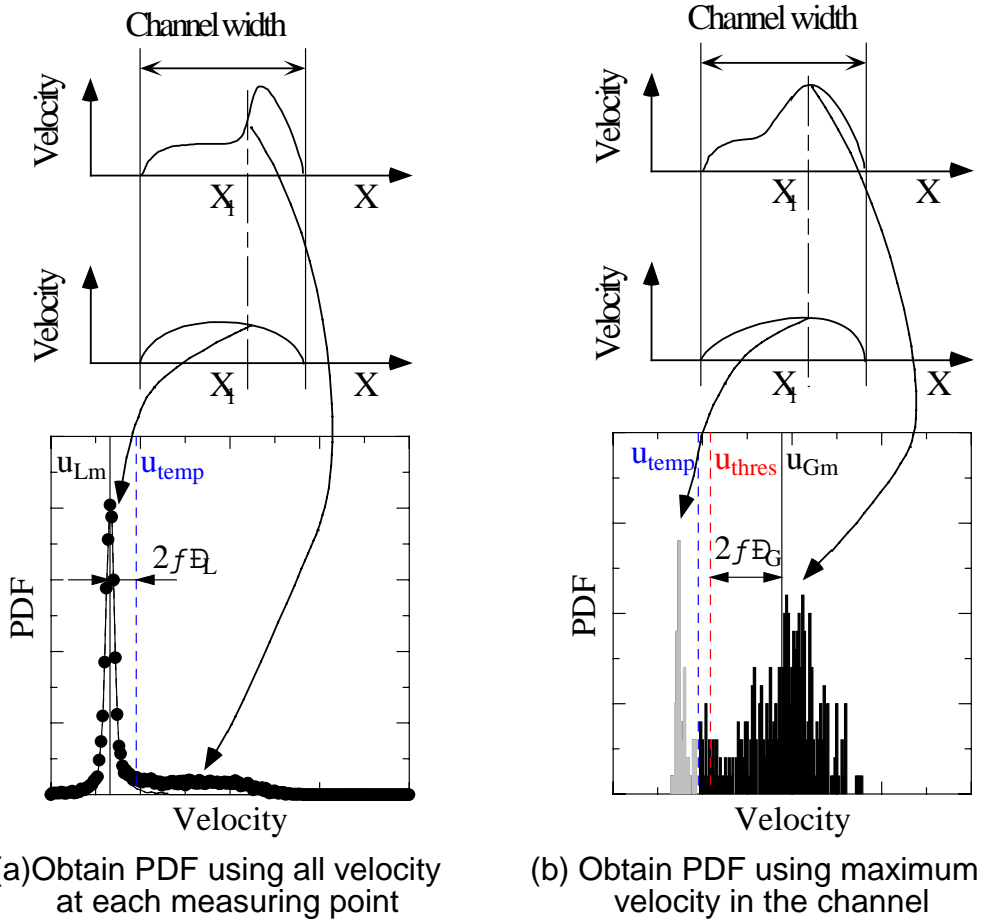 Channel width
Velocity
X1
X
Velocity
X1
X
uLm
utemp
2ƒÐL
PDF
Velocity
(a)Obtain PDF using all velocity
at each measuring point
Channel width
Velocity
X1
X
Velocity
X1
X
utemp
uthres
uGm
2ƒÐG
PDF
Velocity
(b) Obtain PDF using maximum
velocity in the channel